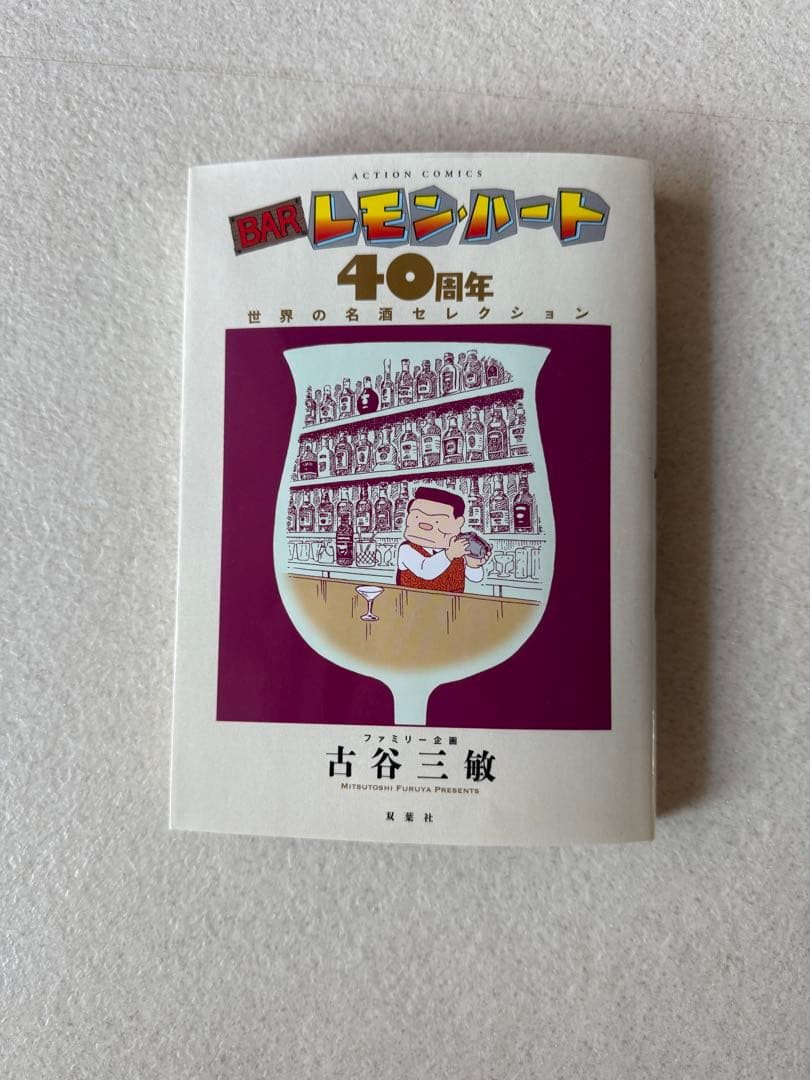 ACTION COMICS
BAR レモン・ハート
40周年
世界の名酒セレクション
ファミリー企画
古谷三敏
MITSUTOSHI FURUYA PRESENTS
双葉社